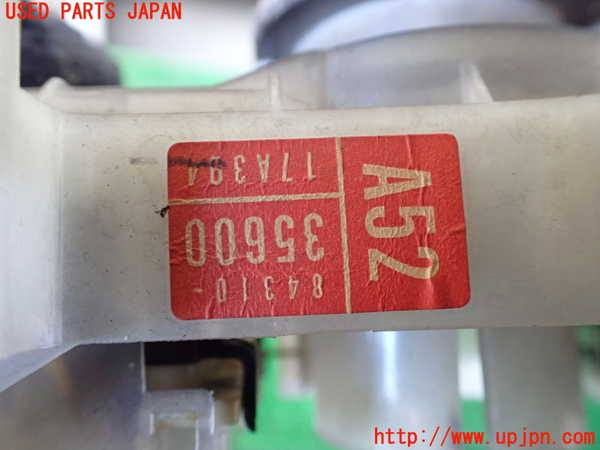 USED PARTS JAPAN
A52
84310-
35600
17A394
http://www.upjpn.com/